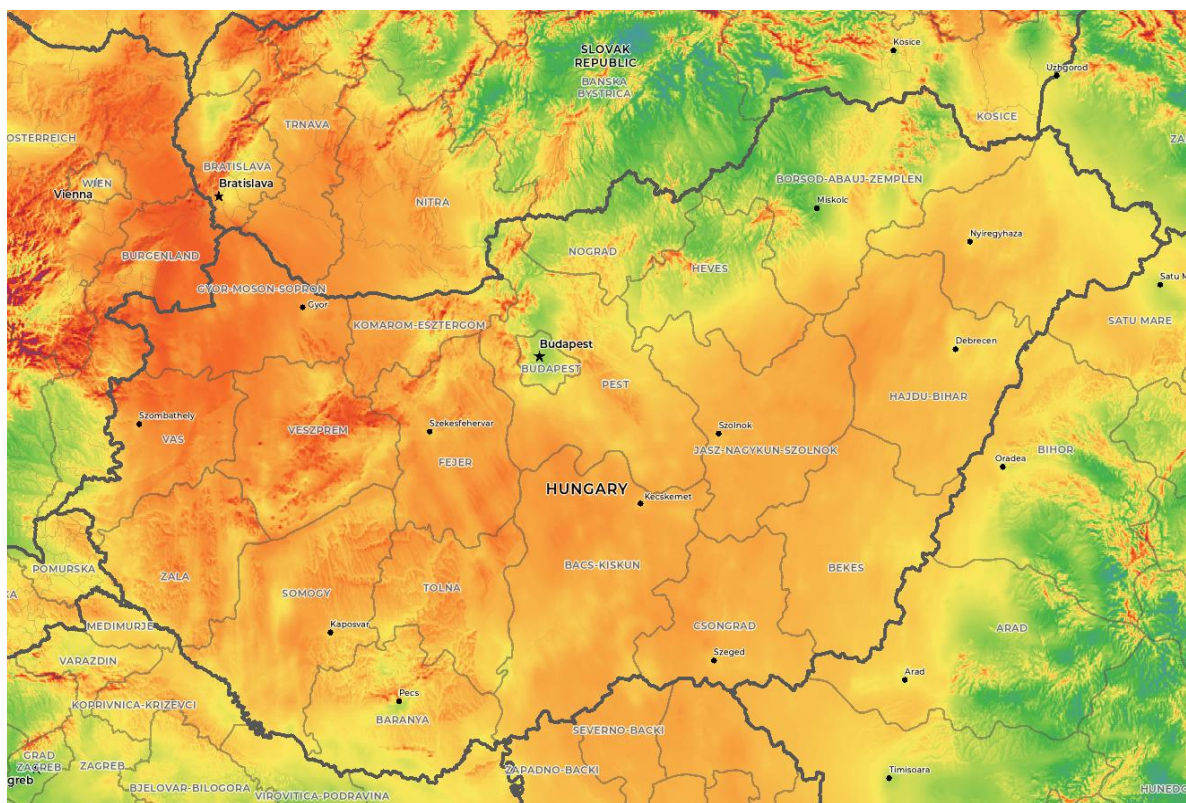 SLOVAK
REPUBLIC
Kosice
Uzhgorod
BANSKA
BYSTRICA
KOSICE
TRNAVA
OSTERREICH
ZA
BRATISLAVA
WIEN
Vienna
Bratislava
BORSOD-ABAUJ-ZEMPLEN
Miskolc
NITRA
Nyiregyhaza
NOGRAD
BURGENLAND
HEVES
Satu M
GYOR-MOSON-SOPRON
Gyor
SATU MARE
KOMAROM-ESZTERGOM
Budapest
Debrecen
BUDAPEST
PEST
HAJDU-BIHAR
Szombathely
VAS
VESZPREM
Szekesfehervar
Szolnok
JASZ-NAGYKUN-SZOLNOK
BIHOR
Oradea
FEJER
HUNGARY
Kecskemet
POMURSKA
ZALA
BACS-KISKUN
BEKES
KA
SOMOGY
TOLNA
MEDIMURJE
Kaposvar
CSONGRAD
ARAD
VARAZDIN
Szeged
Arad
KOPRIVNICA-KRIZEVCI
Pecs
BARANYA
SEVERNO-BACKI
GRAD
ZAGREB
ZAGREB
greb
ZAPADNO-BACKI
Timisoara
BJELOVAR-BILOGORA
VIROVITICA-PODRAVINA
HUNEDO